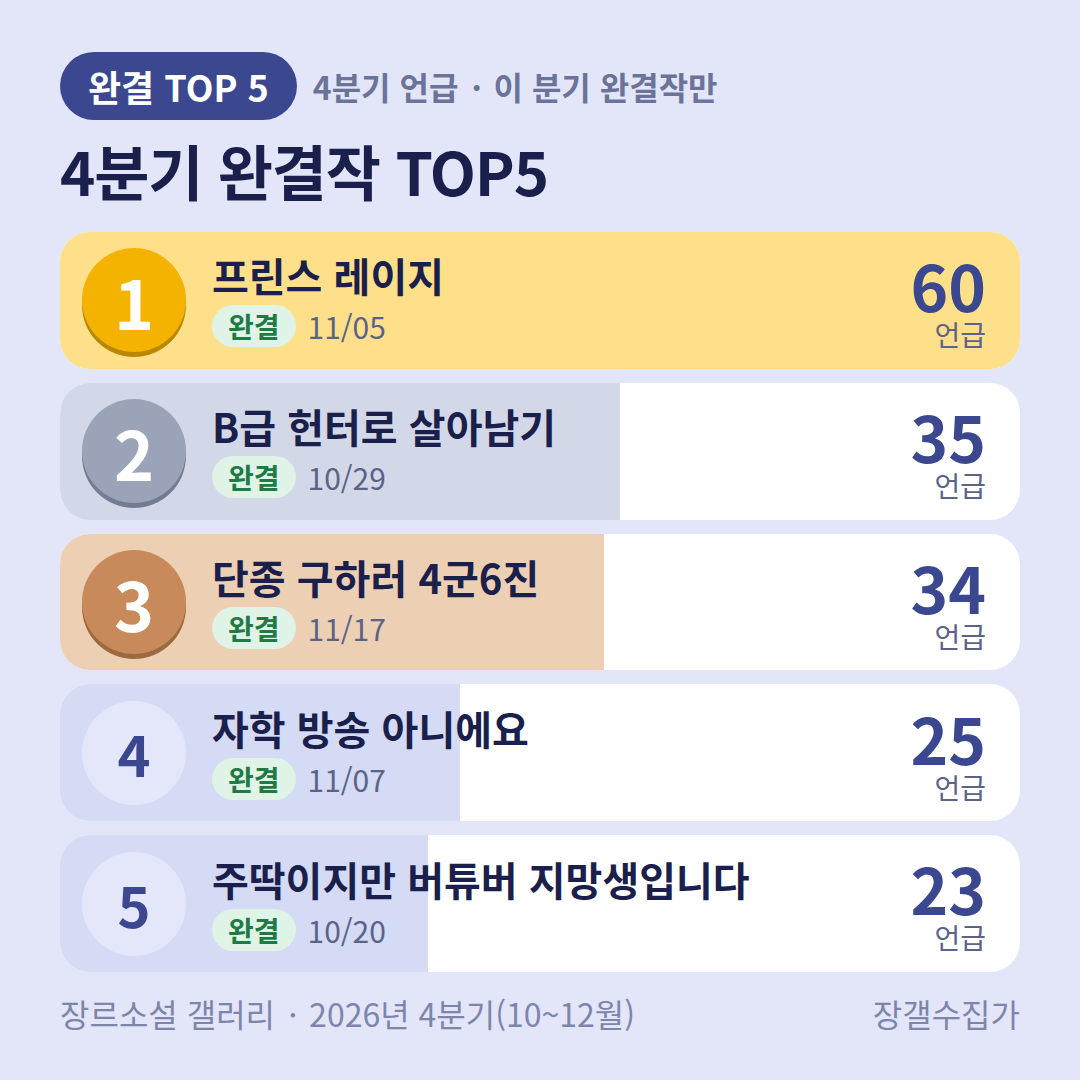 완결 TOP 5
4분기 언급 · 이 분기 완결작만
4분기 완결작 TOP5
1
프린스 레이지
완결 11/05
60
언급
2
B급 헌터로 살아남기
완결 10/29
35
언급
3
단종 구하러 4군6진
완결 11/17
34
언급
4
자학 방송 아니에요
완결 11/07
25
언급
5
주딱이지만 버튜버 지망생입니다
완결 10/20
23
언급
장르소설 갤러리 · 2026년 4분기(10~12월)
장갤수집가